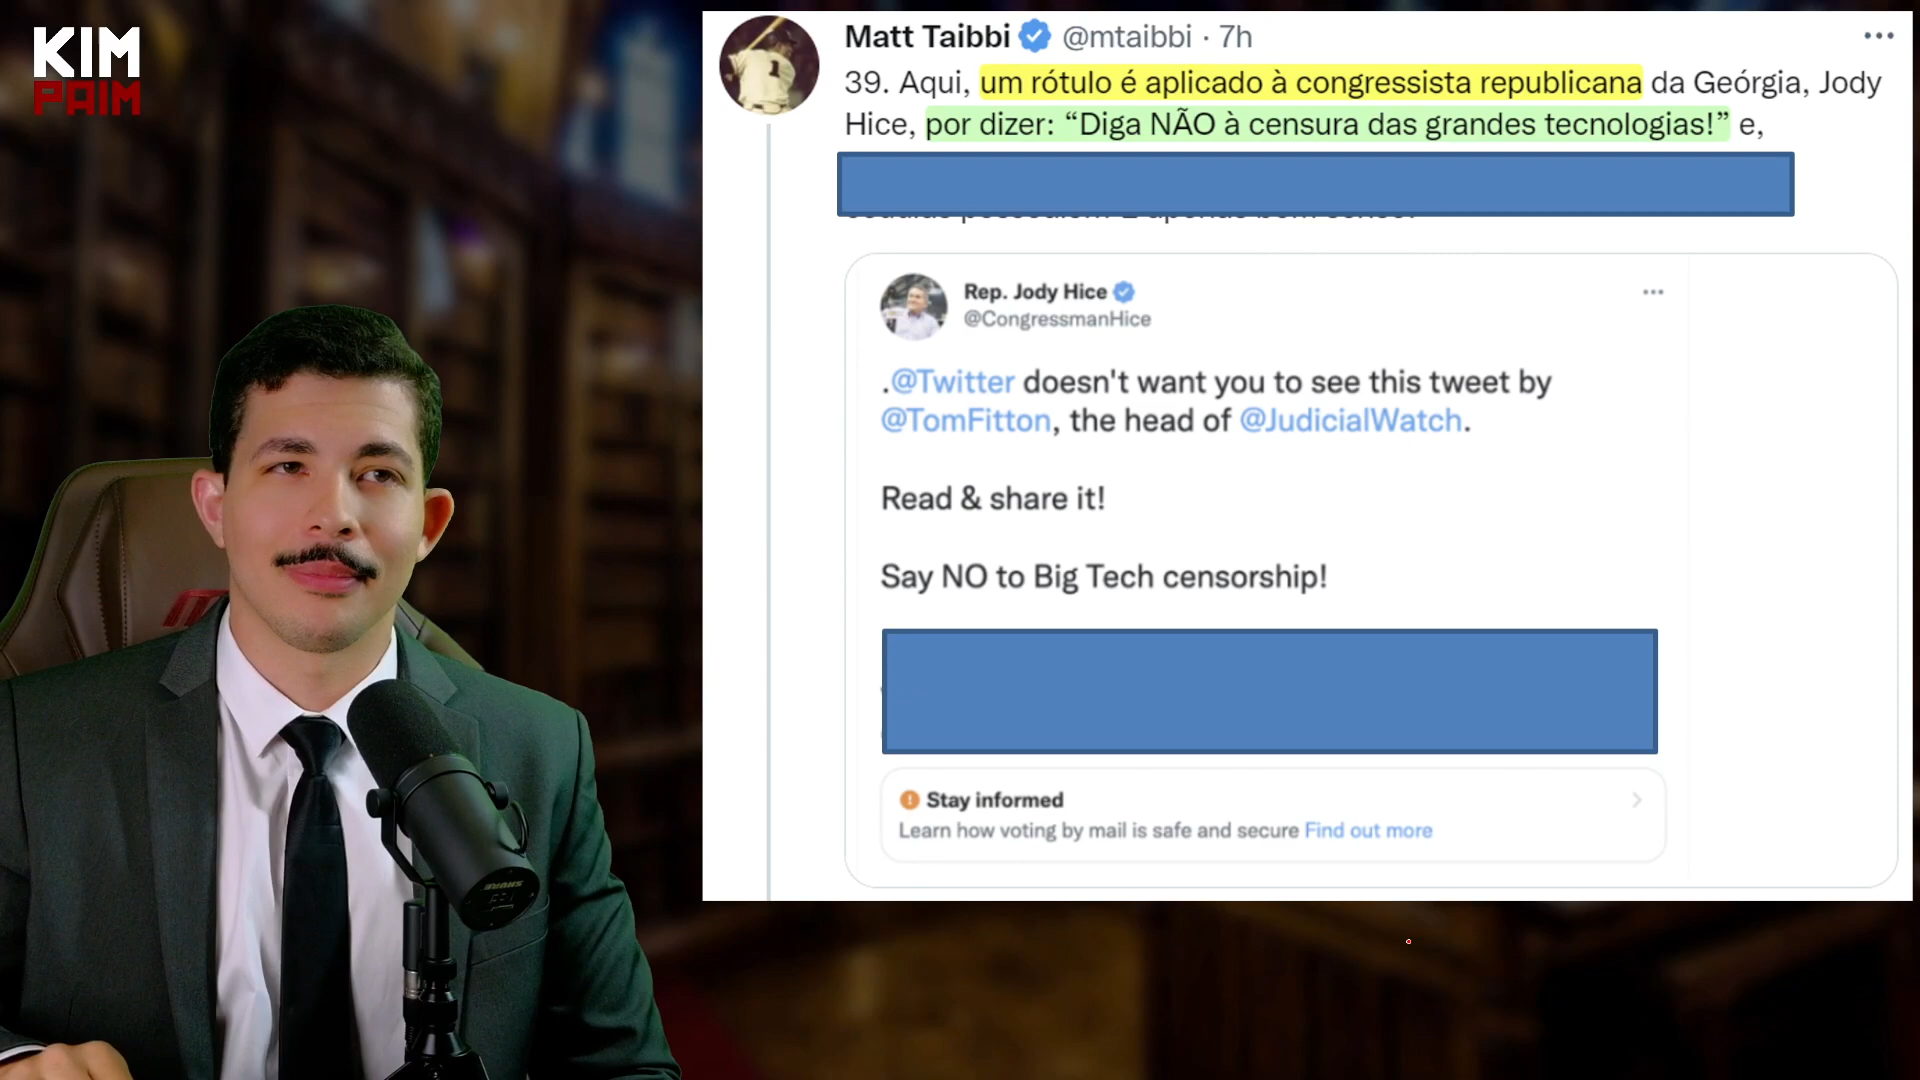 KIM
PAIM
Matt Taibbi @mtaibbi · 7h
39. Aqui, um rótulo é aplicado à congressista republicana da Geórgia, Jody
Hice, por dizer: “Diga NÃO à censura das grandes tecnologias!” e,
Rep. Jody Hice
@CongressmanHice
.@Twitter doesn't want you to see this tweet by
@TomFitton, the head of @JudicialWatch.
Read & share it!
Say NO to Big Tech censorship!
Stay informed
Learn how voting by mail is safe and secure Find out more